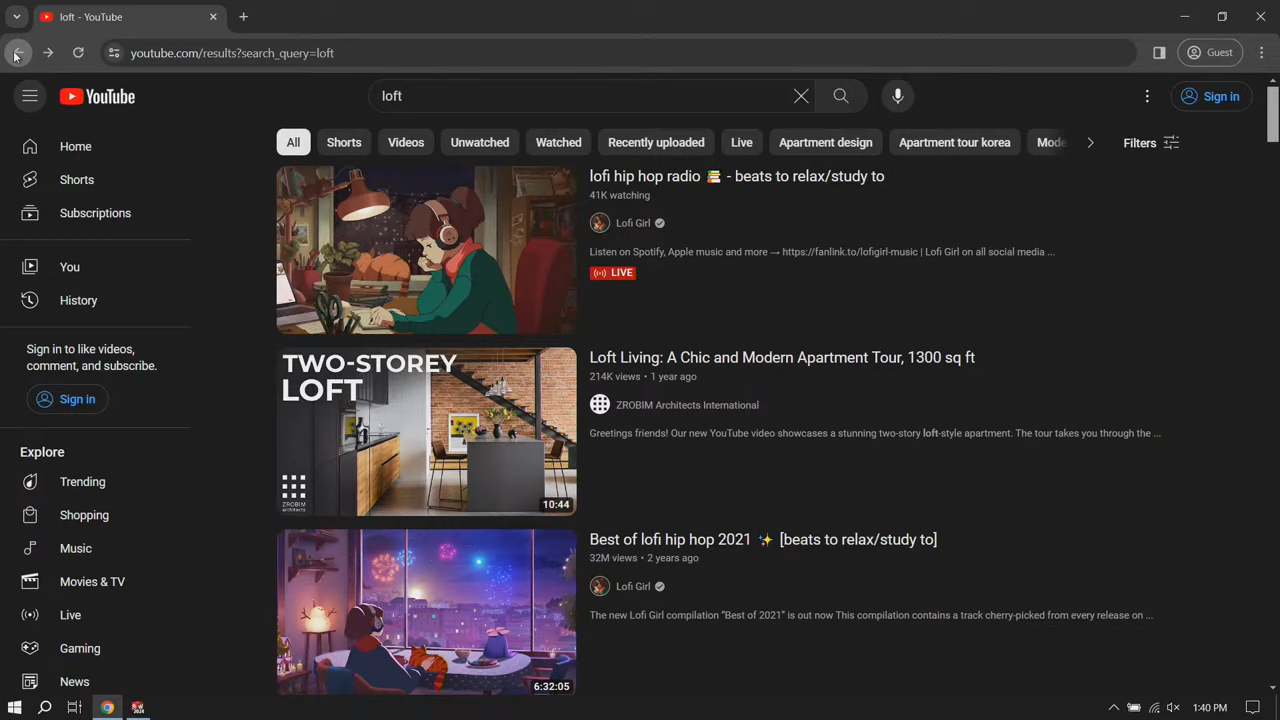 loft - YouTube
youtube.com/results?search_query=loft
Guest
YouTube
loft
Sign in
All
Shorts
Videos
Unwatched
Watched
Recently uploaded
Live
Apartment design
Apartment tour korea
Mode
Filters
Home
Shorts
Subscriptions
You
History
Sign in to like videos,
comment, and subscribe.
Sign in
Explore
Trending
Shopping
Music
Movies & TV
Live
Gaming
News
lofi hip hop radio 📚 - beats to relax/study to
41K watching
Lofi Girl
Listen on Spotify, Apple music and more → https://fanlink.to/lofigirl-music | Lofi Girl on all social media ...
LIVE
TWO-STOREY
LOFT
ZROBIM
architects
10:44
Loft Living: A Chic and Modern Apartment Tour, 1300 sq ft
214K views • 1 year ago
ZROBIM Architects International
Greetings friends! Our new YouTube video showcases a stunning two-story loft-style apartment. The tour takes you through the ...
6:32:05
Best of lofi hip hop 2021 ✨ [beats to relax/study to]
32M views • 2 years ago
Lofi Girl
The new Lofi Girl compilation “Best of 2021” is out now This compilation contains a track cherry-picked from every release on ...
1:40 PM